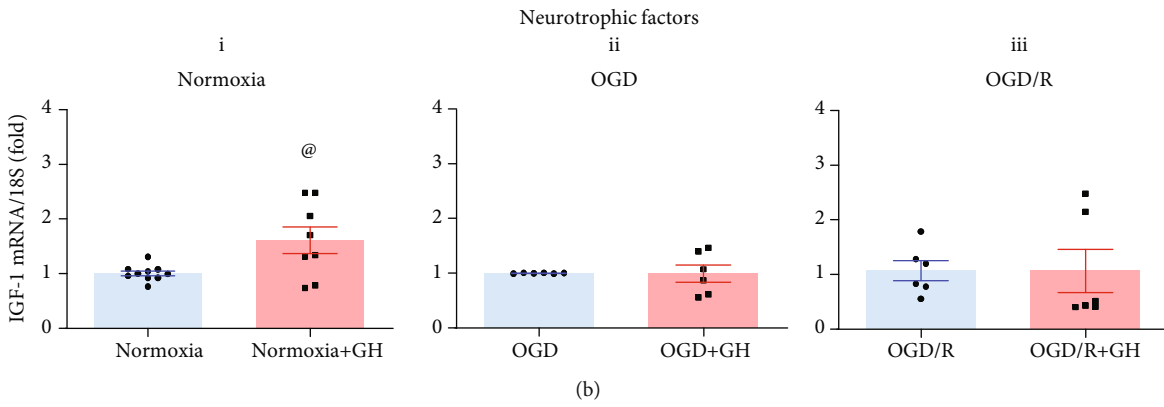 Neurotrophic factors
i
ii
iii
Normoxia
OGD
OGD/R
IGF-1 mRNA/18S (fold)
4
3
2
1
0
@
Normoxia
Normoxia+GH
4
3
2
1
0
OGD
OGD+GH
4
3
2
1
0
OGD/R
OGD/R+GH
(b)